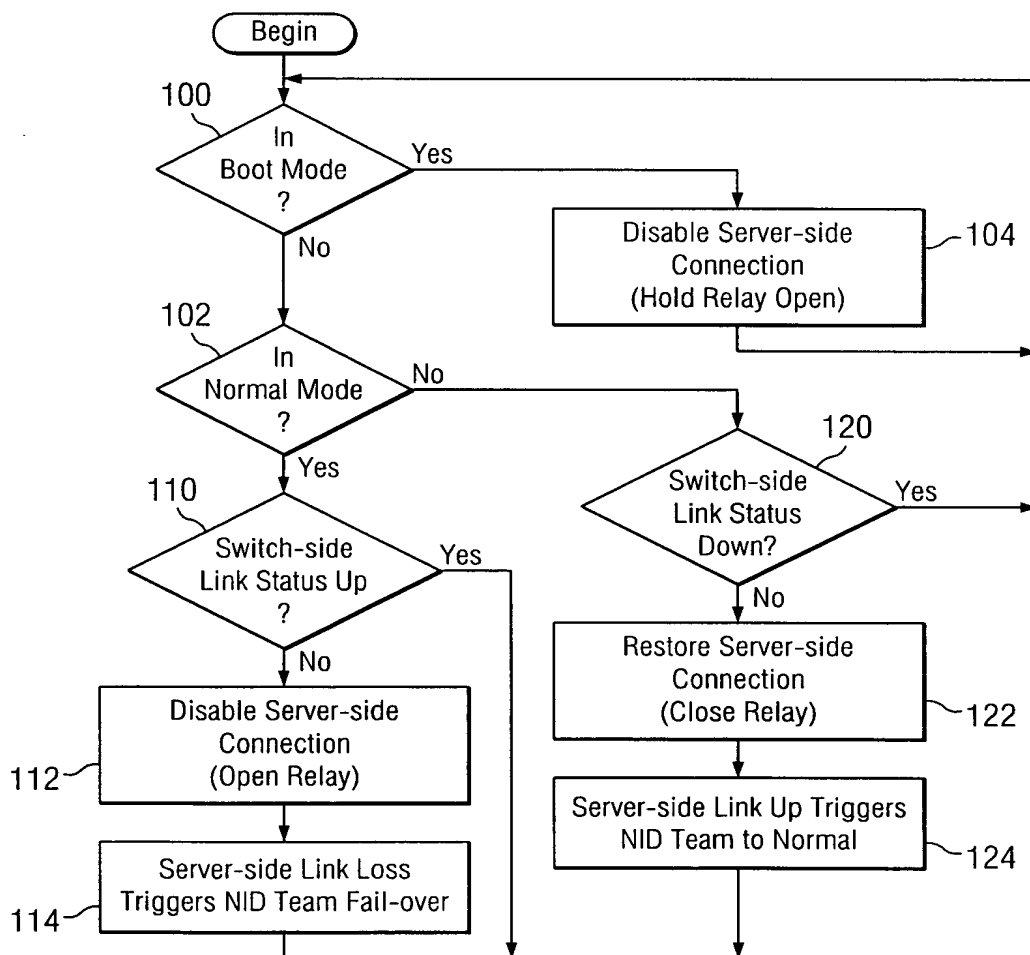 Begin
100
In
Boot Mode
?
Yes
No
Disable Server-side
Connection
(Hold Relay Open)
104
102
In
Normal Mode
?
No
Yes
120
Switch-side
Link Status
Down?
Yes
No
110
Switch-side
Link Status Up
?
Yes
No
Restore Server-side
Connection
(Close Relay)
122
Disable Server-side
Connection
(Open Relay)
112
Server-side Link Up Triggers
NID Team to Normal
124
Server-side Link Loss
Triggers NID Team Fail-over
114